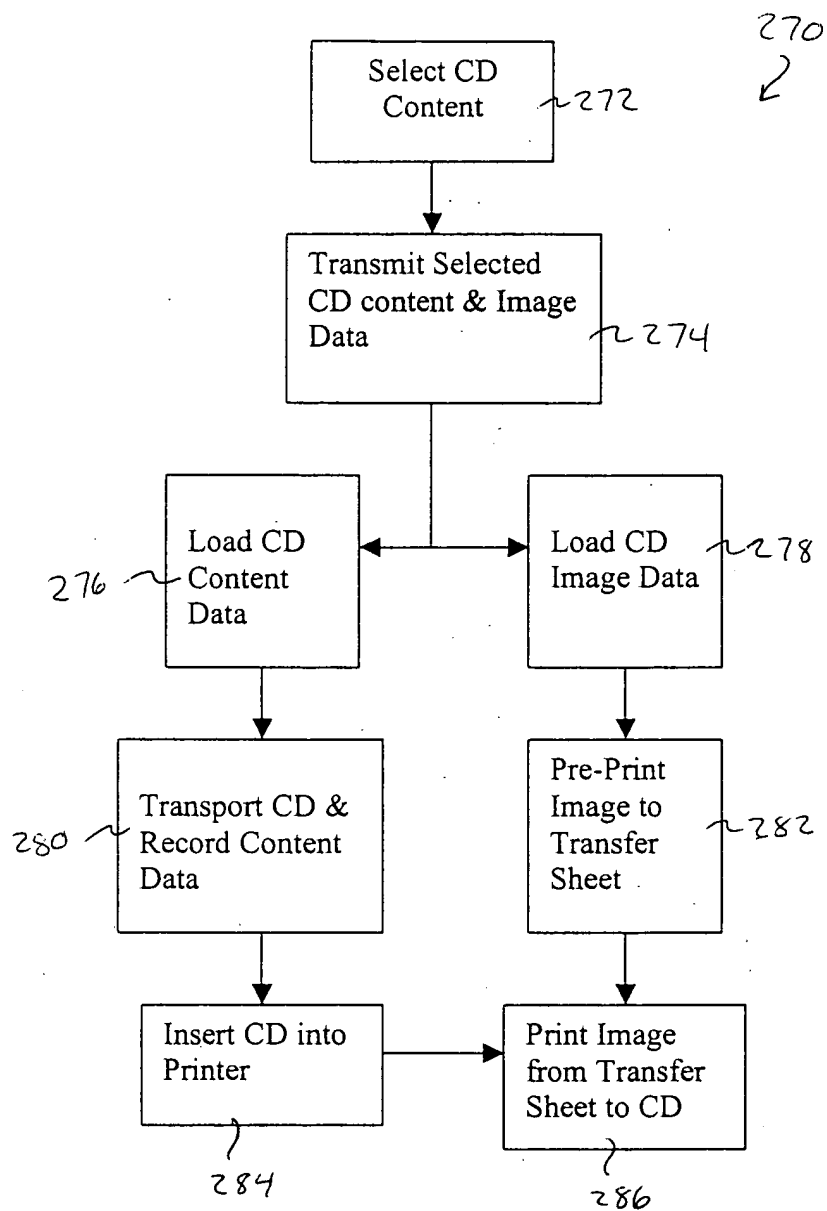 270
Select CD
Content
272
Transmit Selected
CD content & Image
Data
274
Load CD
Content
Data
276
Load CD
Image Data
278
Transport CD &
Record Content
Data
280
Pre-Print
Image to
Transfer
Sheet
282
Insert CD into
Printer
284
Print Image
from Transfer
Sheet to CD
286